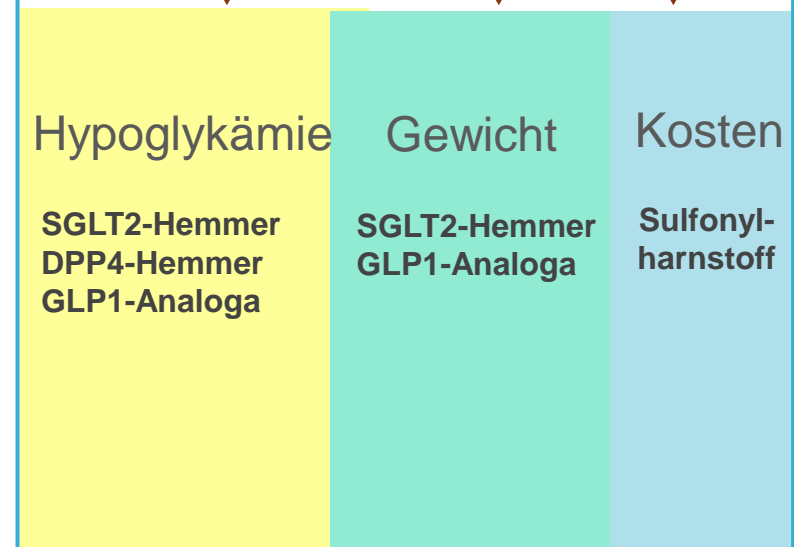 Hypoglykämie
SGLT2-Hemmer
DPP4-Hemmer
GLP1-Analoga
Gewicht
SGLT2-Hemmer
GLP1-Analoga
Kosten
Sulfonyl-
harnstoff